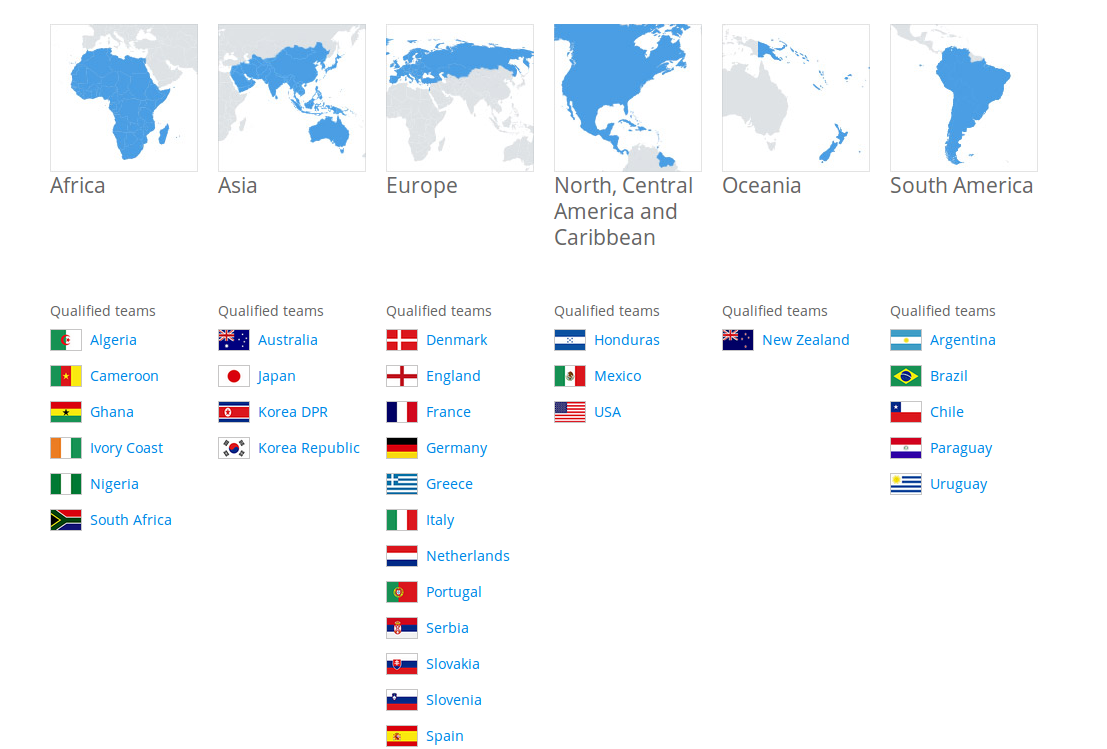 Africa
Asia
Europe
North, Central
America and
Caribbean
Oceania
South America
Qualified teams
Algeria
Cameroon
Ghana
Ivory Coast
Nigeria
South Africa
Qualified teams
Australia
Japan
Korea DPR
Korea Republic
Qualified teams
Denmark
England
France
Germany
Greece
Italy
Netherlands
Portugal
Serbia
Slovakia
Slovenia
Spain
Qualified teams
Honduras
Mexico
USA
Qualified teams
New Zealand
Qualified teams
Argentina
Brazil
Chile
Paraguay
Uruguay